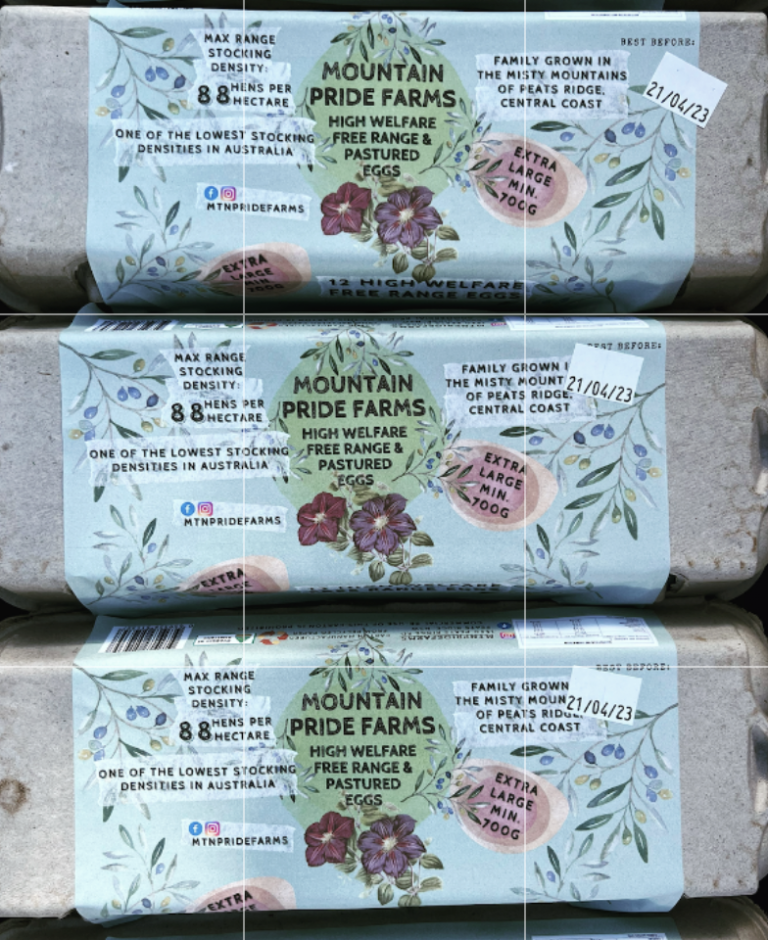 MAX RANGE
STOCKING
DENSITY:
88 HENS PER
HECTARE
ONE OF THE LOWEST STOCKING
DENSITIES IN AUSTRALIA
MTNPRIDEFARMS
MOUNTAIN
PRIDE FARMS
HIGH WELFARE
FREE RANGE &
PASTURED
EGGS
FAMILY GROWN IN
THE MISTY MOUNTAINS
OF PEATS RIDGE,
CENTRAL COAST
BEST BEFORE:
21/04/23
EXTRA
LARGE
MIN.
700G
EXTRA
LARGE
700G
12 HIGH WELFARE
FREE RANGE EGGS
MAX RANGE
STOCKING
DENSITY:
88 HENS PER
HECTARE
ONE OF THE LOWEST STOCKING
DENSITIES IN AUSTRALIA
MTNPRIDEFARMS
MOUNTAIN
PRIDE FARMS
HIGH WELFARE
FREE RANGE &
PASTURED
EGGS
FAMILY GROWN
THE MISTY
OF PEATS RIDGE,
CENTRAL COAST
BEFORE:
21/04/23
EXTRA
LARGE
MIN.
700G
EXTRA
MAX RANGE
STOCKING
DENSITY:
88 HENS PER
HECTARE
ONE OF THE LOWEST STOCKING
DENSITIES IN AUSTRALIA
MTNPRIDEFARMS
MOUNTAIN
PRIDE FARMS
HIGH WELFARE
FREE RANGE &
PASTURED
EGGS
FAMILY GROWN
THE MISTY
OF PEATS RIDGE,
CENTRAL COAST
BEST BEFORE:
21/04/23
EXTRA
LARGE
MIN.
700G
EXTRA